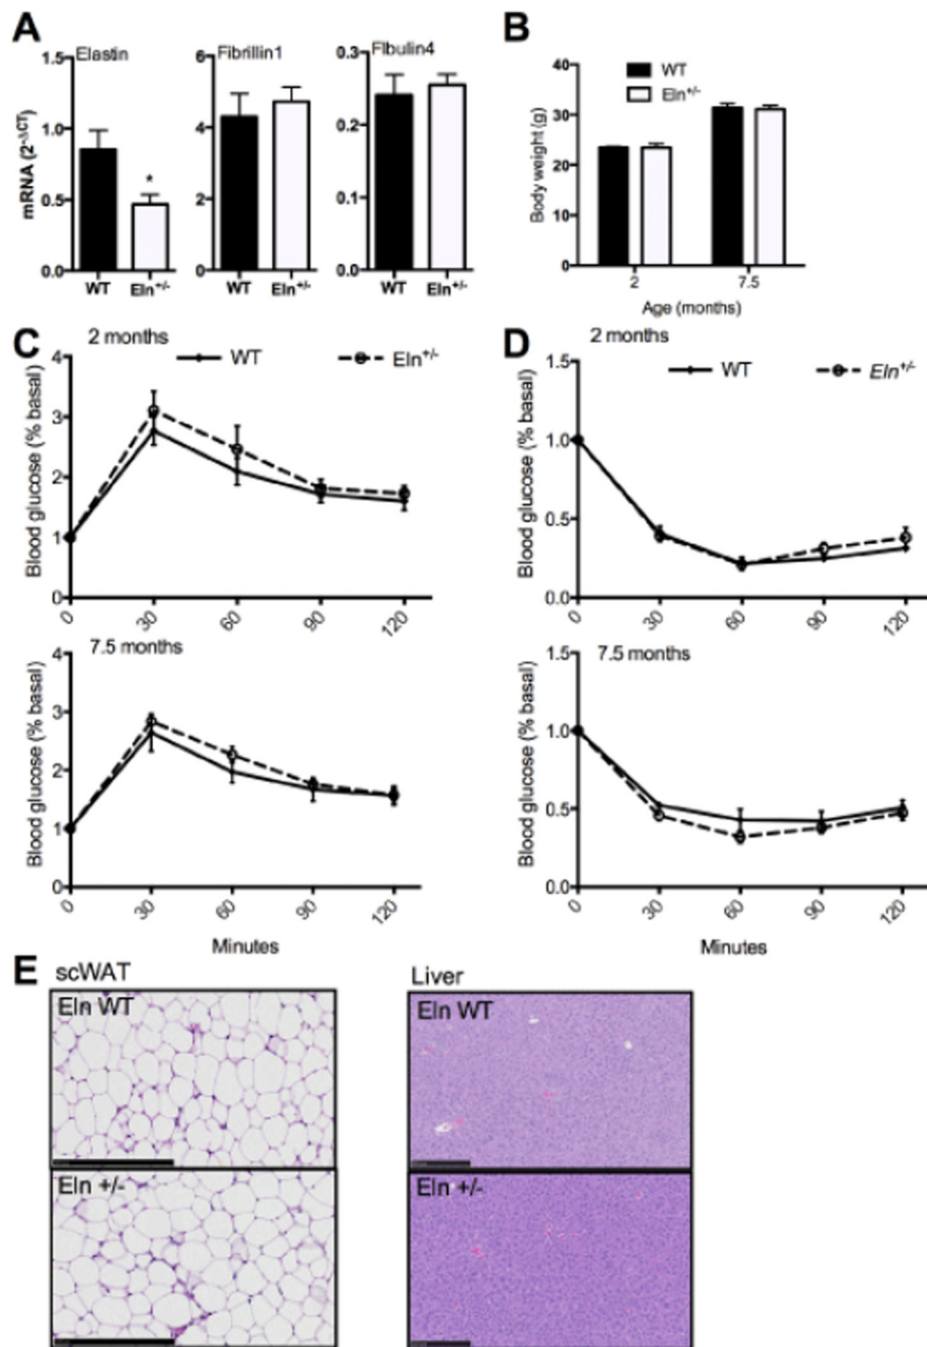 A
B
Elastin
Fibrillin1
FIbulin4
mRNA (2^-ΔCT)
1.5
1.0
0.5
0.0
*
WT Eln+/-
6
4
2
0
WT Eln+/-
0.3
0.2
0.1
0.0
WT Eln+/-
WT
Eln+/-
Body weight (g)
40
30
20
10
0
2 7.5
Age (months)
C
2 months
WT Eln+/-
Blood glucose (% basal)
4
3
2
1
0
0 30 60 90 120
7.5 months
Blood glucose (% basal)
4
3
2
1
0
0 30 60 90 120
Minutes
D
2 months
WT Eln+/-
Blood glucose (% basal)
1.5
1.0
0.5
0.0
0 30 60 90 120
7.5 months
Blood glucose (% basal)
1.5
1.0
0.5
0.0
0 30 60 90 120
Minutes
E
scWAT
Eln WT
Eln +/-
Liver
Eln WT
Eln +/-